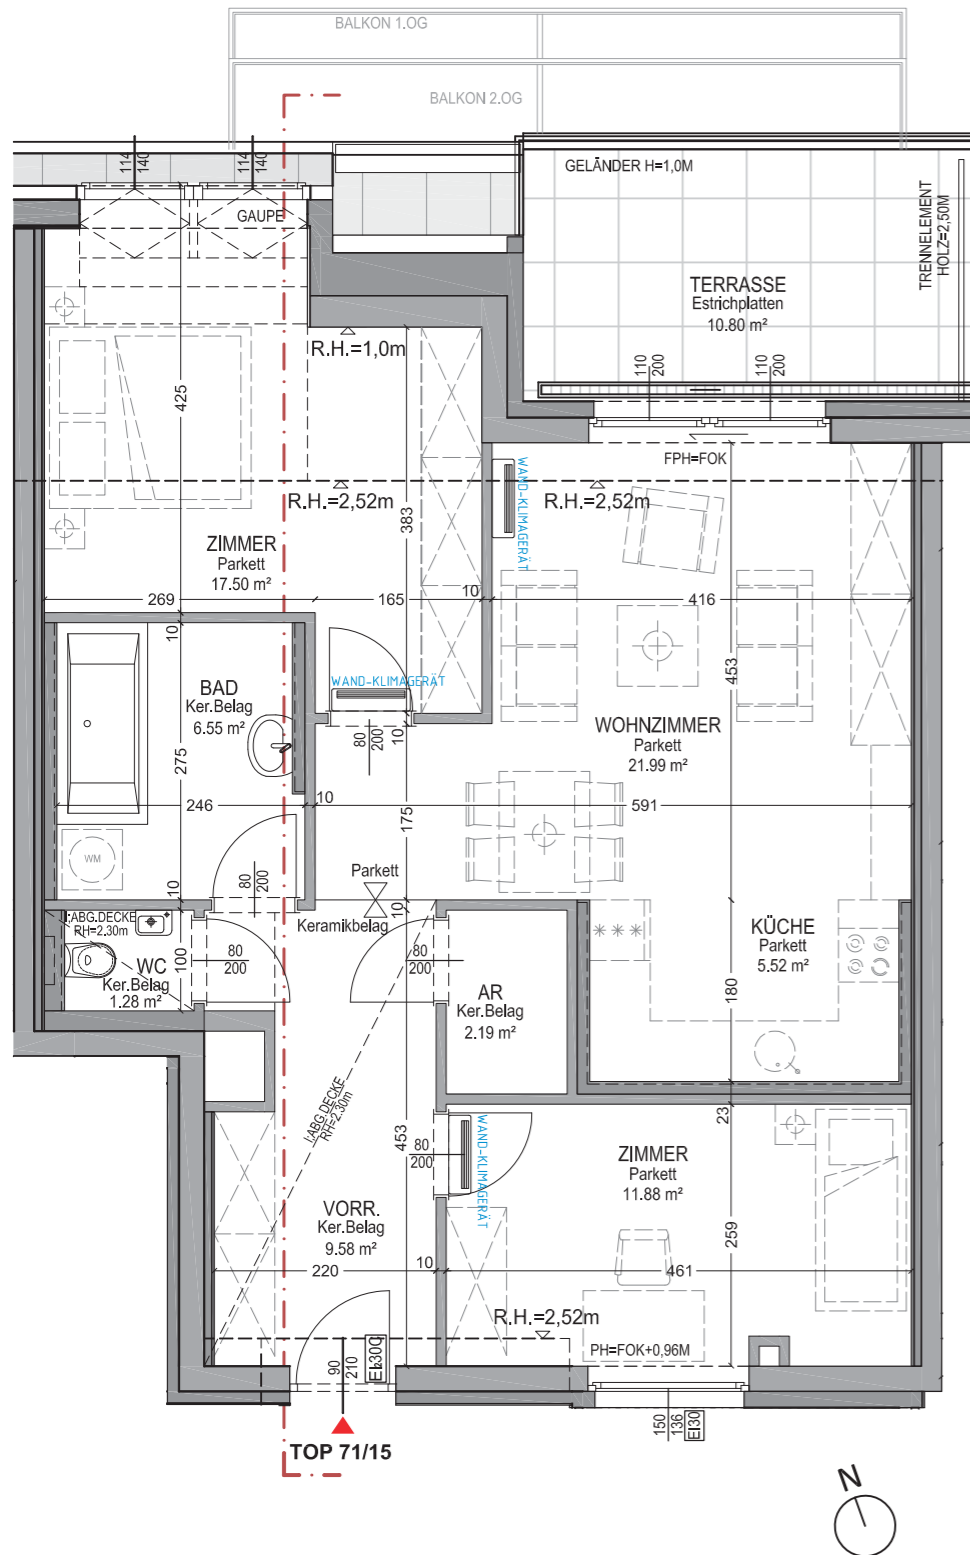 BALKON 1.OG
BALKON 2.OG
114
140
114
140
GAUPE
GELÄNDER H=1,0M
TRENNELEMENT
HOLZ=2,50M
TERRASSE
Estrichplatten
10.80 m²
R.H.=1,0m
110
200
110
200
425
FPH=FOK
WAND-KLIMAGERÄT
R.H.=2,52m
R.H.=2,52m
383
ZIMMER
Parkett
17.50 m²
269
165
10
416
10
453
WAND-KLIMAGERÄT
BAD
Ker.Belag
6.55 m²
WOHNZIMMER
Parkett
21.99 m²
80
200
10
275
246
10
175
591
WM
10
80
200
Parkett
Keramikbelag
10
ABG.DECKE
RH=2.30m
KÜCHE
Parkett
5.52 m²
WC
Ker.Belag
1.28 m²
100
80
200
80
200
AR
Ker.Belag
2.19 m²
180
ABG.DECKE
RH=2.30m
453
80
200
WAND-KLIMAGERÄT
23
ZIMMER
Parkett
11.88 m²
VORR.
Ker.Belag
9.58 m²
259
10
220
461
R.H.=2,52m
PH=FOK+0,96M
90
210
150
136
EI30
TOP 71/15
N